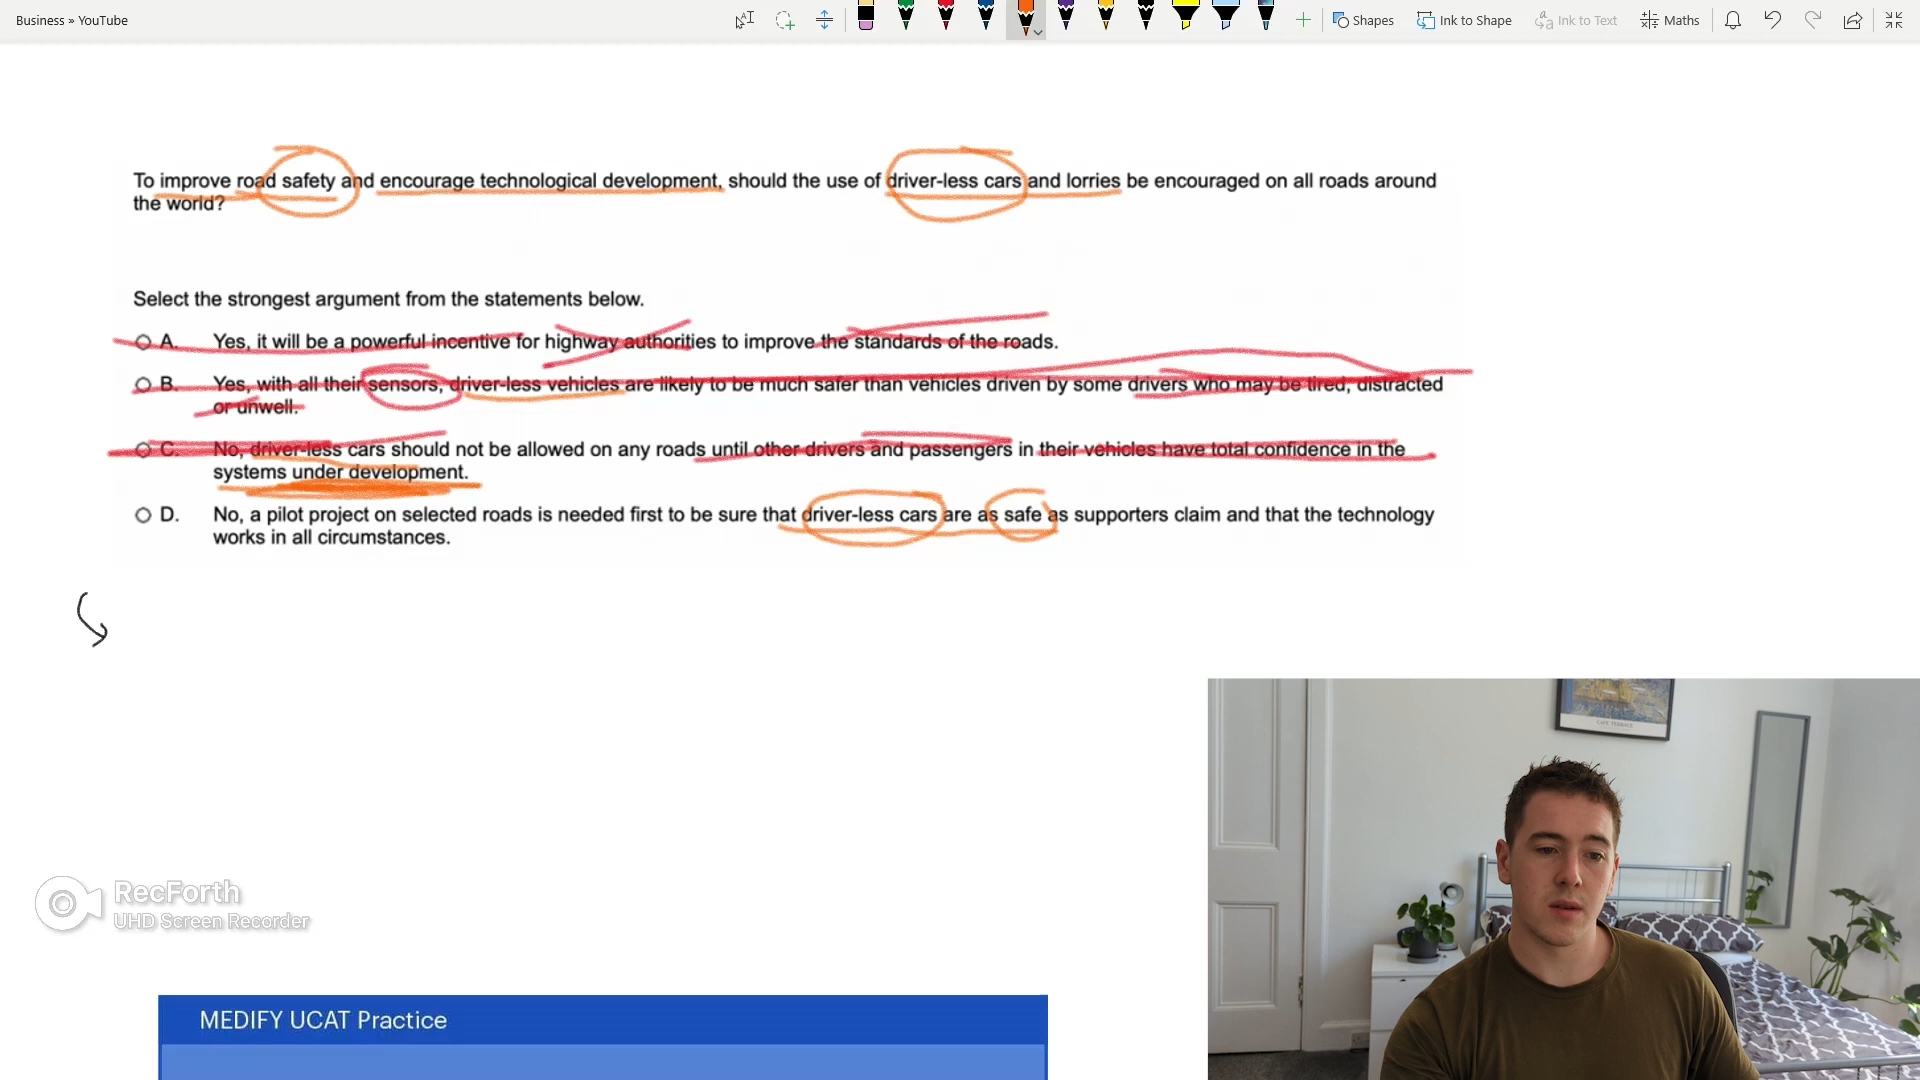 Business » YouTube
Shapes
Ink to Shape
Ink to Text
Maths
To improve road safety and encourage technological development, should the use of driver-less cars and lorries be encouraged on all roads around
the world?
Select the strongest argument from the statements below.
A. Yes, it will be a powerful incentive for highway authorities to improve the standards of the roads.
B. Yes, with all their sensors, driver-less vehicles are likely to be much safer than vehicles driven by some drivers who may be tired, distracted
or unwell.
C. No, driver-less cars should not be allowed on any roads until other drivers and passengers in their vehicles have total confidence in the
systems under development.
D. No, a pilot project on selected roads is needed first to be sure that driver-less cars are as safe as supporters claim and that the technology
works in all circumstances.
CAFE TERRACE
RecForth
UHD Screen Recorder
MEDIFY UCAT Practice